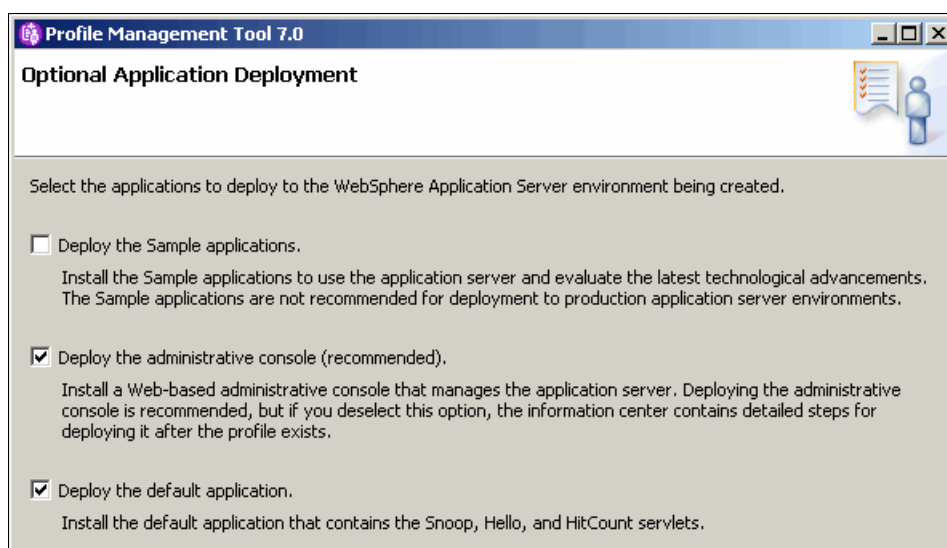 Profile Management Tool 7.0
Optional Application Deployment
Select the applications to deploy to the WebSphere Application Server environment being created.
Deploy the Sample applications.
Install the Sample applications to use the application server and evaluate the latest technological advancements.
The Sample applications are not recommended for deployment to production application server environments.
Deploy the administrative console (recommended).
Install a Web-based administrative console that manages the application server. Deploying the administrative
console is recommended, but if you deselect this option, the information center contains detailed steps for
deploying it after the profile exists.
Deploy the default application.
Install the default application that contains the Snoop, Hello, and HitCount servlets.